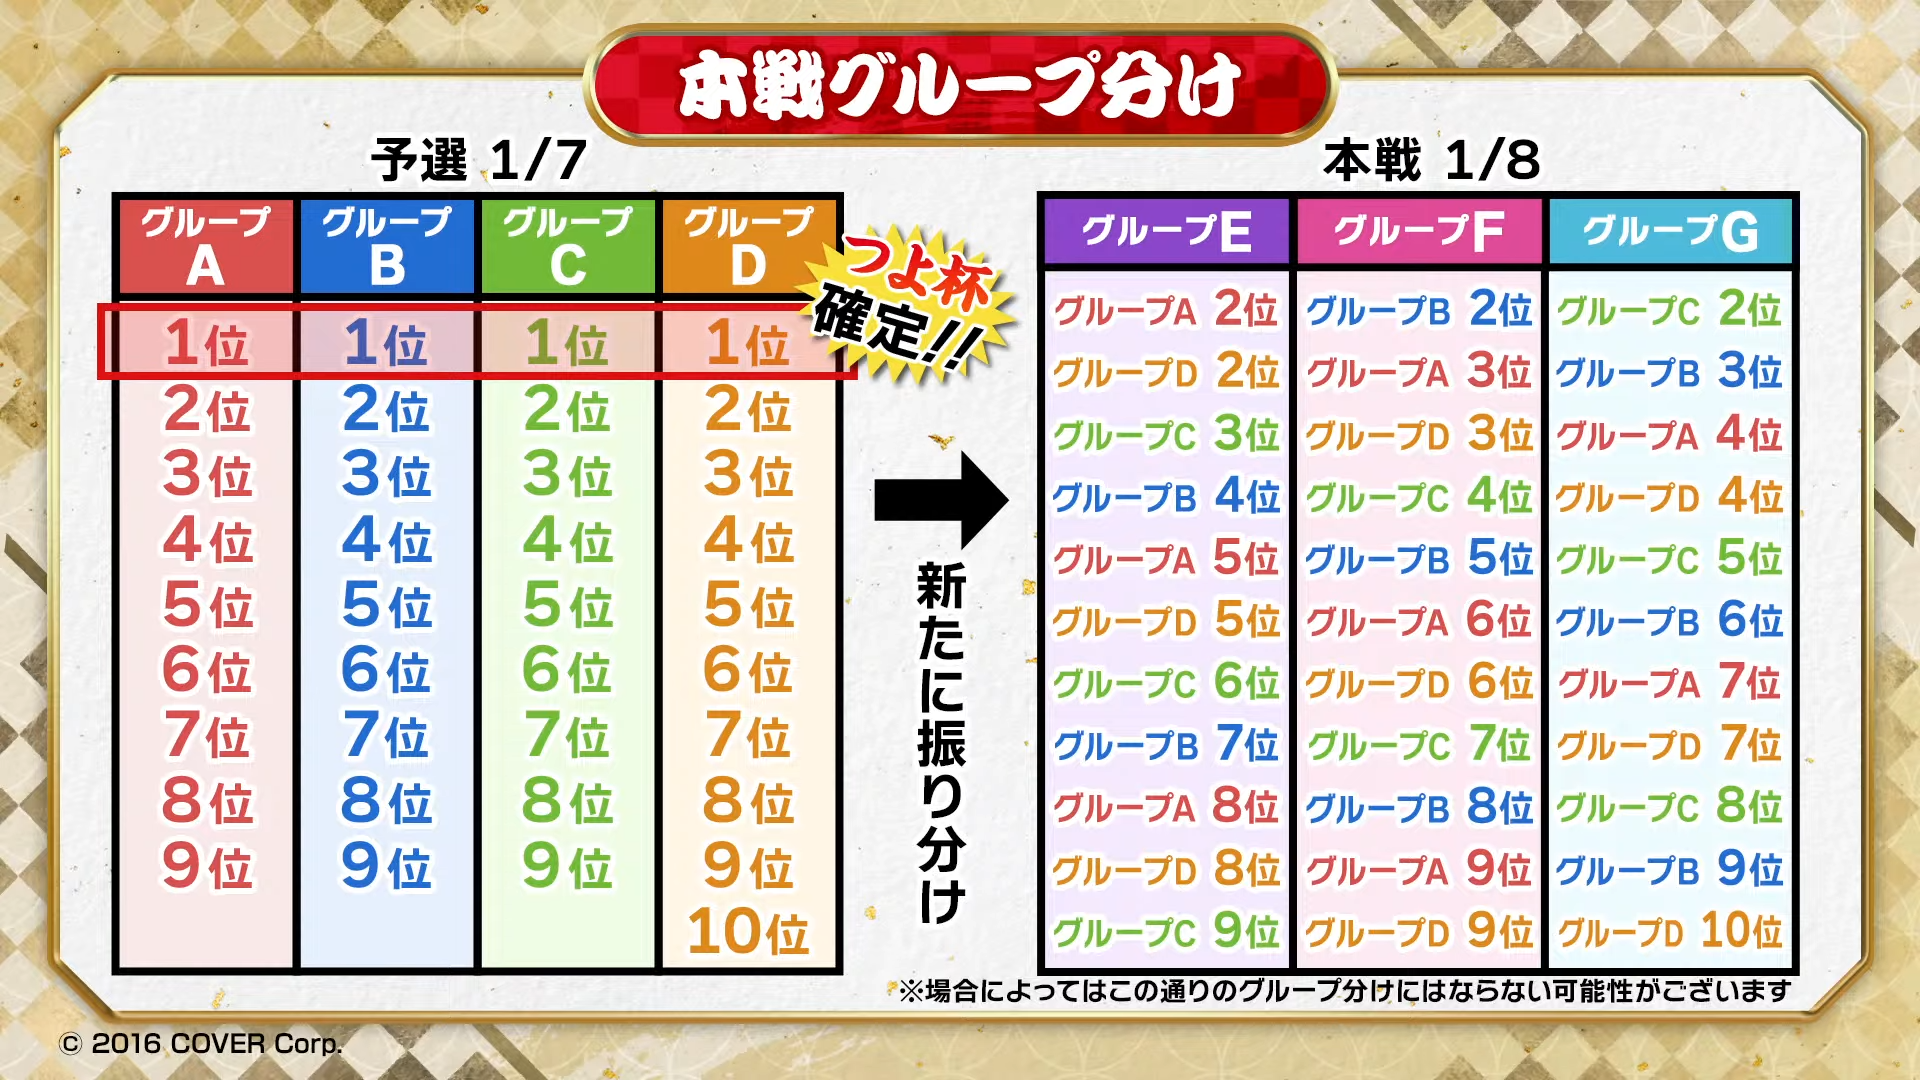 本戦グループ分け
予選 1/7
グループA グループB グループC グループD
つよ杯
確定!!
1位 1位 1位 1位
2位 2位 2位 2位
3位 3位 3位 3位
4位 4位 4位 4位
5位 5位 5位 5位
6位 6位 6位 6位
7位 7位 7位 7位
8位 8位 8位 8位
9位 9位 9位 9位
10位
新たに振り分け
本戦 1/8
グループE グループF グループG
グループA 2位 グループB 2位 グループC 2位
グループD 2位 グループA 3位 グループB 3位
グループC 3位 グループD 3位 グループA 4位
グループB 4位 グループC 4位 グループD 4位
グループA 5位 グループB 5位 グループC 5位
グループD 5位 グループA 6位 グループB 6位
グループC 6位 グループD 6位 グループA 7位
グループB 7位 グループC 7位 グループD 7位
グループA 8位 グループB 8位 グループC 8位
グループD 8位 グループA 9位 グループB 9位
グループC 9位 グループD 9位 グループD 10位
※場合によってはこの通りのグループ分けにはならない可能性がございます
© 2016 COVER Corp.